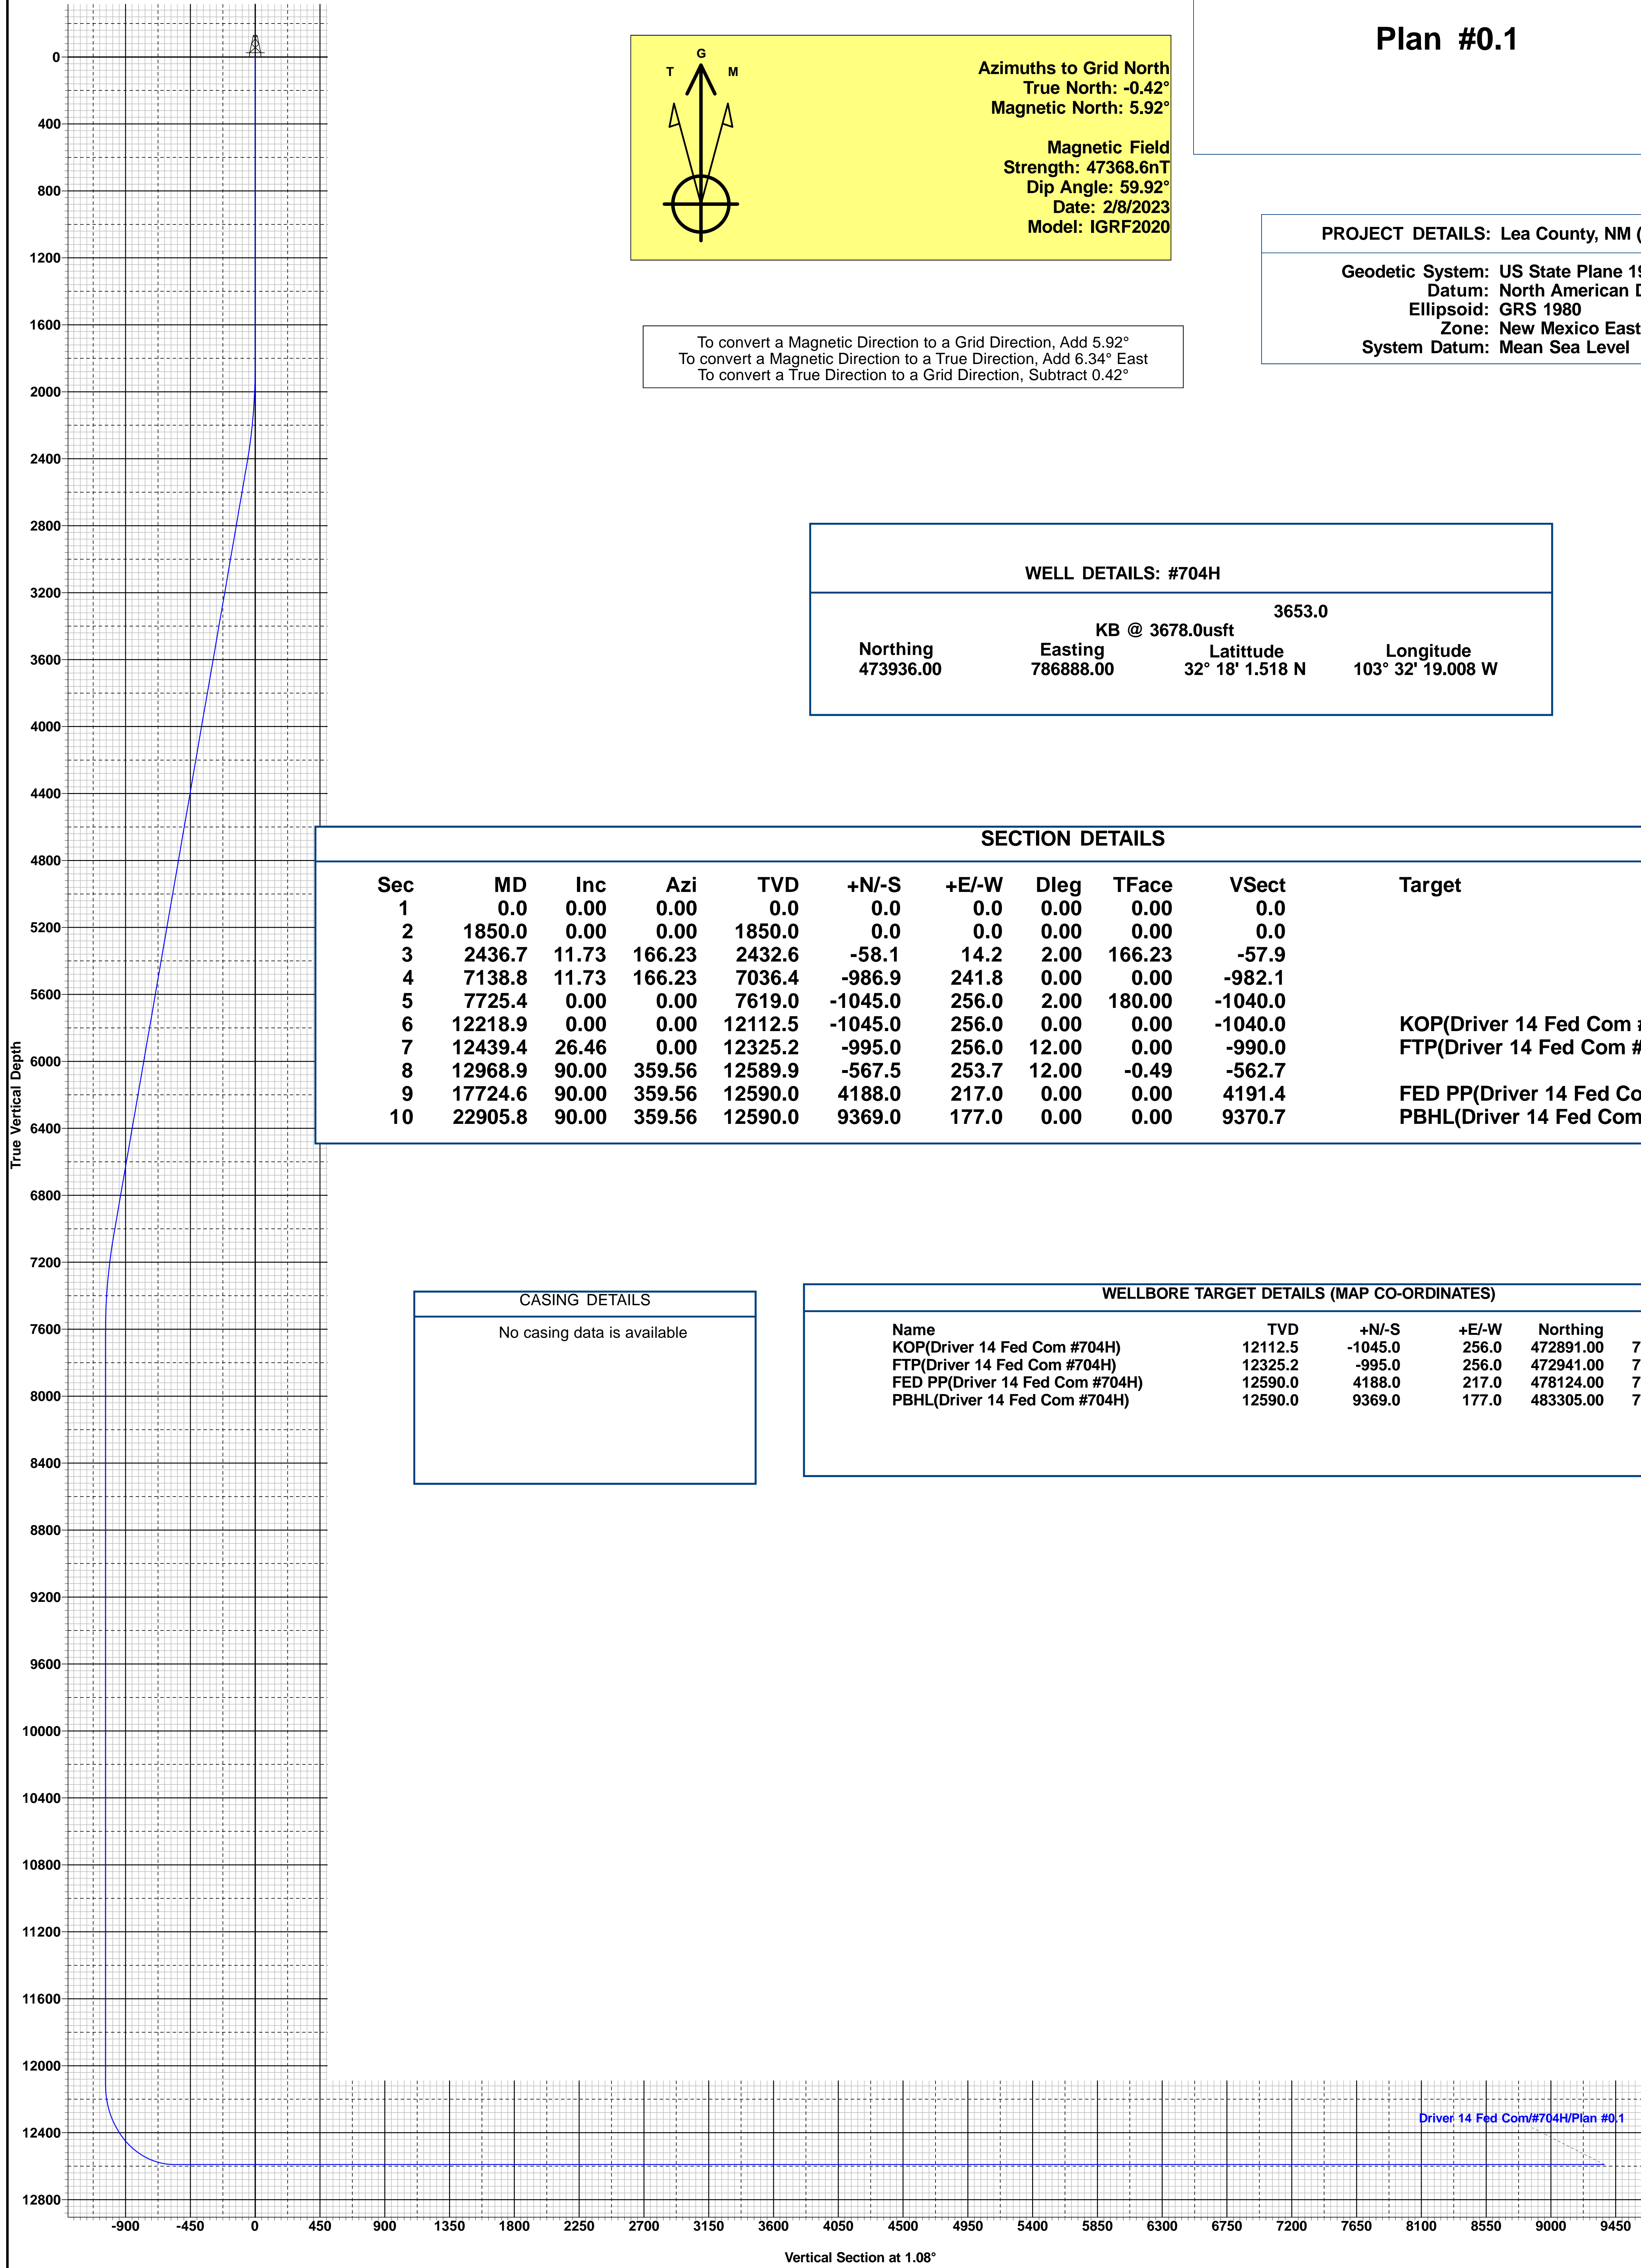 Plan #0.1
T G M
Azimuths to Grid North
True North: -0.42°
Magnetic North: 5.92°
Magnetic Field
Strength: 47368.6nT
Dip Angle: 59.92°
Date: 2/8/2023
Model: IGRF2020
PROJECT DETAILS: Lea County, NM (
Geodetic System: US State Plane 19
Datum: North American D
Ellipsoid: GRS 1980
Zone: New Mexico East
System Datum: Mean Sea Level
To convert a Magnetic Direction to a Grid Direction, Add 5.92°
To convert a Magnetic Direction to a True Direction, Add 6.34° East
To convert a True Direction to a Grid Direction, Subtract 0.42°
WELL DETAILS: #704H
3653.0
KB @ 3678.0usft
Northing Easting Latittude Longitude
473936.00 786888.00 32° 18' 1.518 N 103° 32' 19.008 W
SECTION DETAILS
Sec MD Inc Azi TVD +N/-S +E/-W Dleg TFace VSect Target
1 0.0 0.00 0.00 0.0 0.0 0.0 0.00 0.00 0.0
2 1850.0 0.00 0.00 1850.0 0.0 0.0 0.00 0.00 0.0
3 2436.7 11.73 166.23 2432.6 -58.1 14.2 2.00 166.23 -57.9
4 7138.8 11.73 166.23 7036.4 -986.9 241.8 0.00 0.00 -982.1
5 7725.4 0.00 0.00 7619.0 -1045.0 256.0 2.00 180.00 -1040.0
6 12218.9 0.00 0.00 12112.5 -1045.0 256.0 0.00 0.00 -1040.0 KOP(Driver 14 Fed Com #
7 12439.4 26.46 0.00 12325.2 -995.0 256.0 12.00 0.00 -990.0 FTP(Driver 14 Fed Com #
8 12968.9 90.00 359.56 12589.9 -567.5 253.7 12.00 -0.49 -562.7
9 17724.6 90.00 359.56 12590.0 4188.0 217.0 0.00 0.00 4191.4 FED PP(Driver 14 Fed Co
10 22905.8 90.00 359.56 12590.0 9369.0 177.0 0.00 0.00 9370.7 PBHL(Driver 14 Fed Com
CASING DETAILS
No casing data is available
WELLBORE TARGET DETAILS (MAP CO-ORDINATES)
Name TVD +N/-S +E/-W Northing
KOP(Driver 14 Fed Com #704H) 12112.5 -1045.0 256.0 472891.00 7
FTP(Driver 14 Fed Com #704H) 12325.2 -995.0 256.0 472941.00 7
FED PP(Driver 14 Fed Com #704H) 12590.0 4188.0 217.0 478124.00 7
PBHL(Driver 14 Fed Com #704H) 12590.0 9369.0 177.0 483305.00 7
True Vertical Depth
0
400
800
1200
1600
2000
2400
2800
3200
3600
4000
4400
4800
5200
5600
6000
6400
6800
7200
7600
8000
8400
8800
9200
9600
10000
10400
10800
11200
11600
12000
12400
12800
Driver 14 Fed Com/#704H/Plan #0.1
-900 -450 0 450 900 1350 1800 2250 2700 3150 3600 4050 4500 4950 5400 5850 6300 6750 7200 7650 8100 8550 9000 9450
Vertical Section at 1.08°